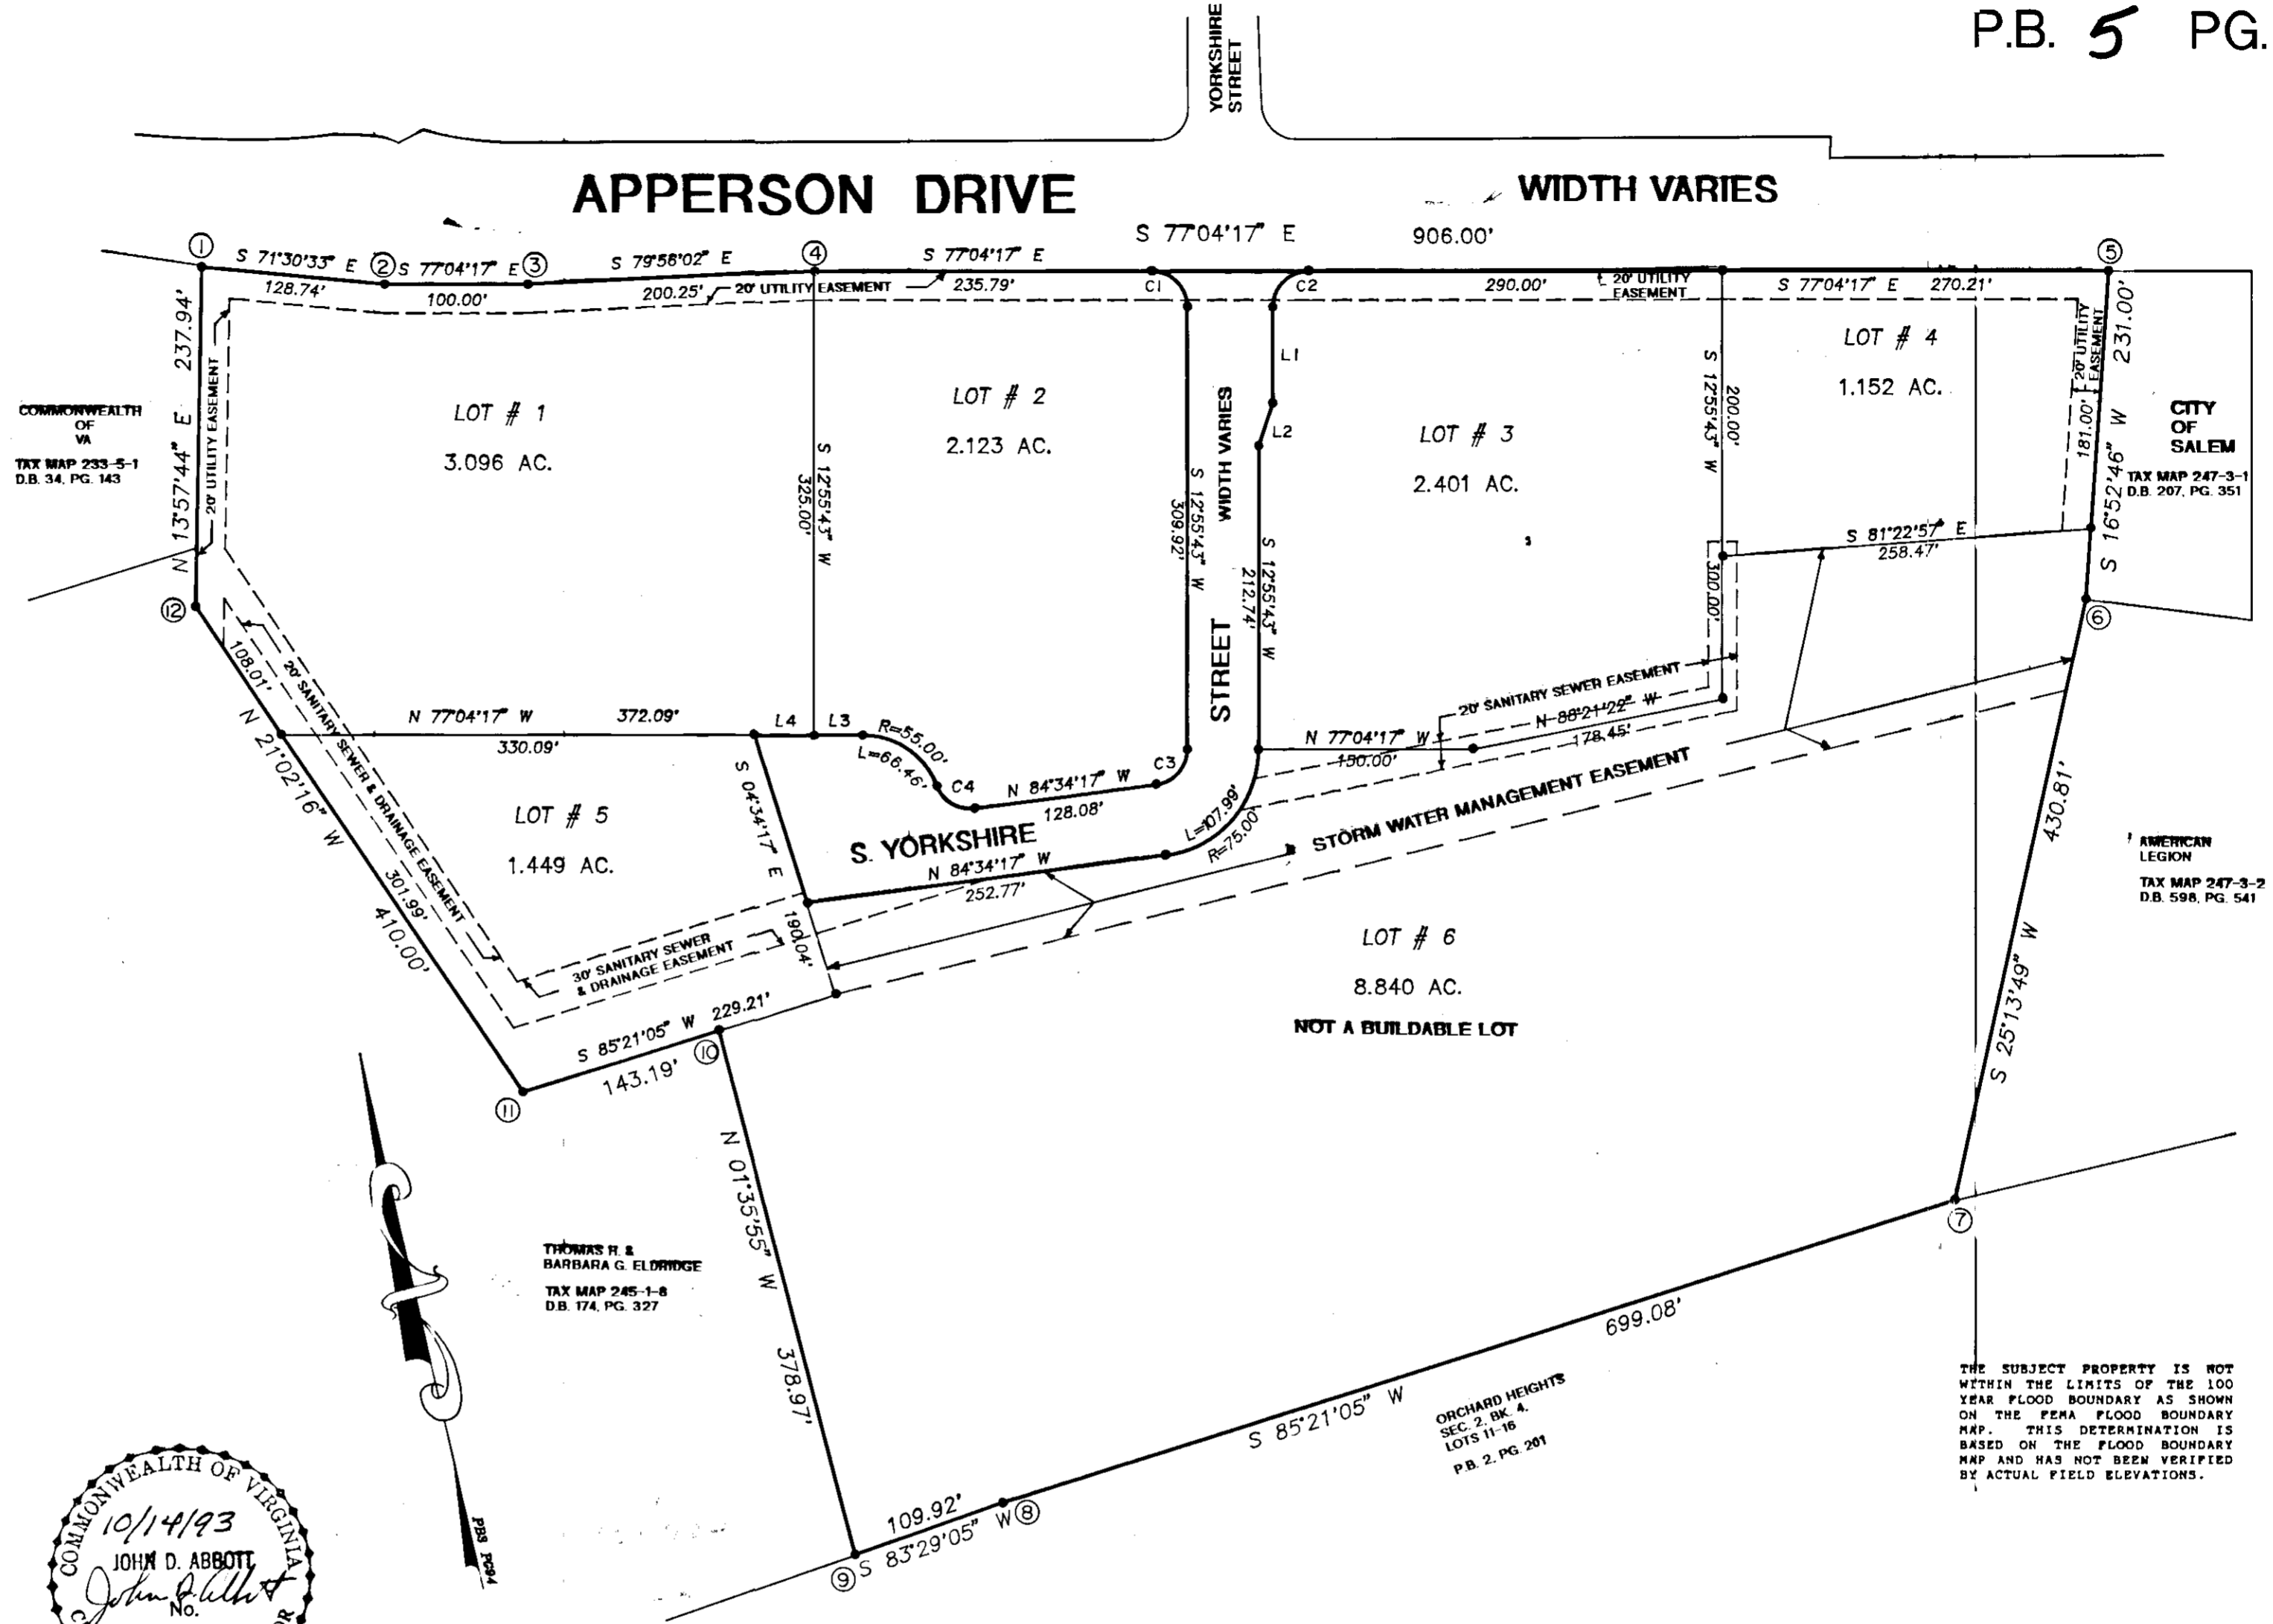 P.B. 5 PG.
YORKSHIRE
STREET
APPERSON DRIVE
WIDTH VARIES
S 77°04'17" E 906.00'
1
S 71°30'33" E
128.74'
2
S 77°04'17" E
100.00'
3
S 79°56'02" E
200.25'
20' UTILITY EASEMENT
4
S 77°04'17" E
235.79'
C1
C2
290.00'
20' UTILITY
EASEMENT
S 77°04'17" E 270.21'
5
N 13°57'44" E 237.94'
20' UTILITY EASEMENT
COMMONWEALTH
OF
VA
TAX MAP 233-5-1
D.B. 34, PG. 143
LOT # 1
3.096 AC.
S 12°55'43" W
325.00'
LOT # 2
2.123 AC.
S 12°55'43" W
309.92'
WIDTH VARIES
STREET
L1
L2
S 12°55'43" W
212.74'
LOT # 3
2.401 AC.
S 12°55'43" W
200.00'
300.00'
LOT # 4
1.152 AC.
20' UTILITY
EASEMENT
181.00'
S 16°52'46" W 231.00'
CITY
OF
SALEM
TAX MAP 247-3-1
D.B. 207, PG. 351
S 81°22'57" E
258.47'
6
12
108.01'
N 21°02'16" W
301.99'
410.00'
20' SANITARY SEWER & DRAINAGE EASEMENT
N 77°04'17" W 372.09'
330.09'
L4
L3
R=55.00'
L=66.46'
C4
C3
N 84°34'17" W
128.08'
S. YORKSHIRE
N 84°34'17" W
252.77'
L=107.99'
R=75.00'
N 77°04'17" W
150.00'
20' SANITARY SEWER EASEMENT
N 88°21'22" W
178.45'
STORM WATER MANAGEMENT EASEMENT
LOT # 5
1.449 AC.
S 04°34'17" E
190.04'
30' SANITARY SEWER
& DRAINAGE EASEMENT
229.21'
S 85°21'05" W
143.19'
10
11
LOT # 6
8.840 AC.
NOT A BUILDABLE LOT
430.81'
S 25°13'49" W
AMERICAN
LEGION
TAX MAP 247-3-2
D.B. 598, PG. 541
7
N 01°35'55" W
378.97'
THOMAS H. &
BARBARA G. ELDRIDGE
TAX MAP 245-1-8
D.B. 174, PG. 327
699.08'
S 85°21'05" W
ORCHARD HEIGHTS
SEC. 2, BK. 4,
LOTS 11-16
P.B. 2, PG. 201
109.92'
S 83°29'05" W
8
9
PB5 PG94
THE SUBJECT PROPERTY IS NOT
WITHIN THE LIMITS OF THE 100
YEAR FLOOD BOUNDARY AS SHOWN
ON THE FEMA FLOOD BOUNDARY
MAP. THIS DETERMINATION IS
BASED ON THE FLOOD BOUNDARY
MAP AND HAS NOT BEEN VERIFIED
BY ACTUAL FIELD ELEVATIONS.
COMMONWEALTH OF VIRGINIA
10/14/93
JOHN D. ABBOTT
John D. Abbott
No.